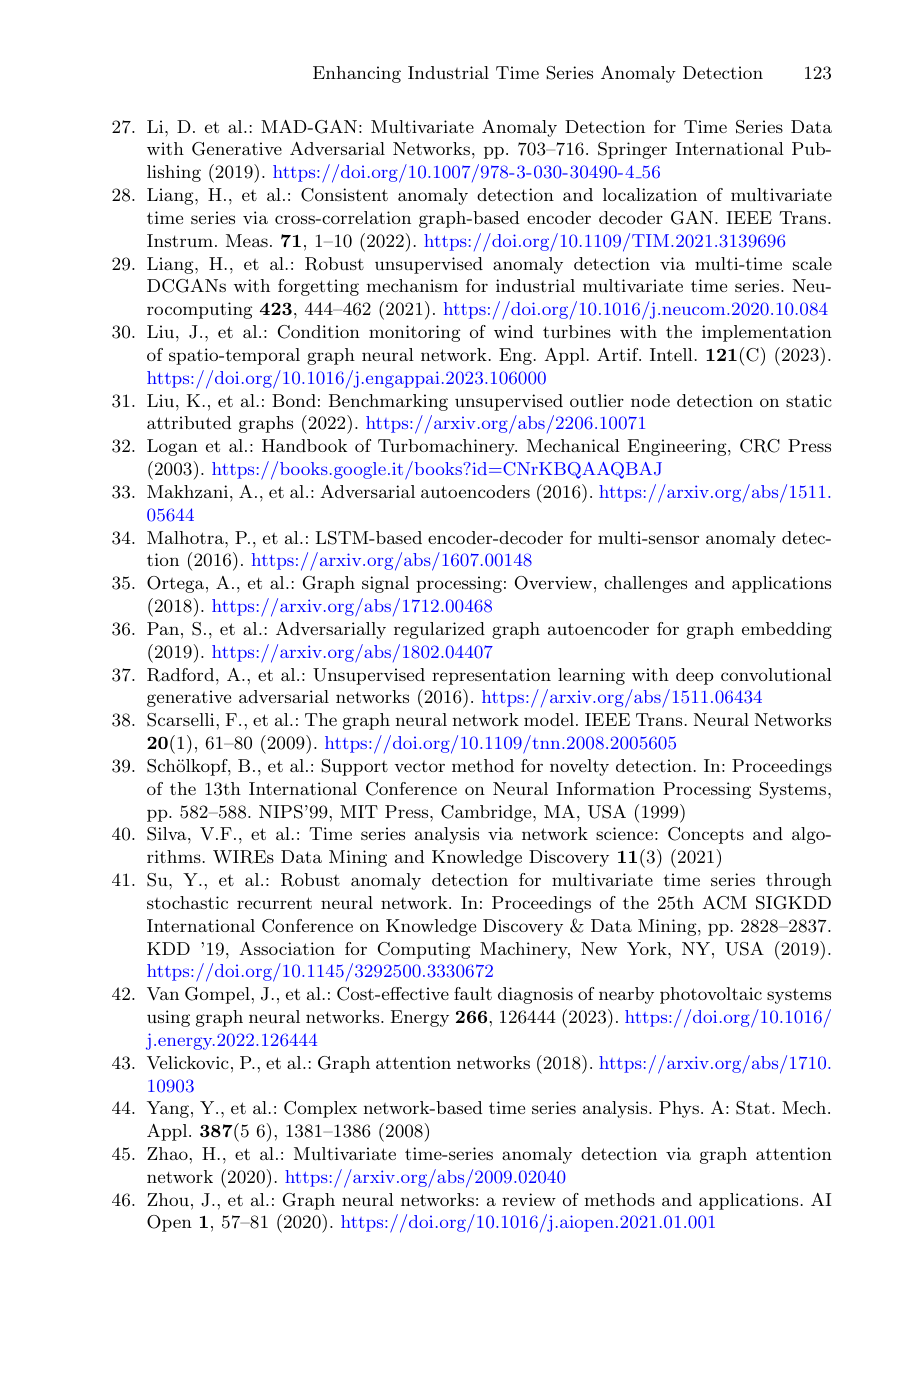 Enhancing Industrial Time Series Anomaly Detection 123
27. Li, D. et al.: MAD-GAN: Multivariate Anomaly Detection for Time Series Data
with Generative Adversarial Networks, pp. 703–716. Springer International Pub-
lishing (2019). https://doi.org/10.1007/978-3-030-30490-4_56
28. Liang, H., et al.: Consistent anomaly detection and localization of multivariate
time series via cross-correlation graph-based encoder decoder GAN. IEEE Trans.
Instrum. Meas. 71, 1–10 (2022). https://doi.org/10.1109/TIM.2021.3139696
29. Liang, H., et al.: Robust unsupervised anomaly detection via multi-time scale
DCGANs with forgetting mechanism for industrial multivariate time series. Neu-
rocomputing 423, 444–462 (2021). https://doi.org/10.1016/j.neucom.2020.10.084
30. Liu, J., et al.: Condition monitoring of wind turbines with the implementation
of spatio-temporal graph neural network. Eng. Appl. Artif. Intell. 121(C) (2023).
https://doi.org/10.1016/j.engappai.2023.106000
31. Liu, K., et al.: Bond: Benchmarking unsupervised outlier node detection on static
attributed graphs (2022). https://arxiv.org/abs/2206.10071
32. Logan et al.: Handbook of Turbomachinery. Mechanical Engineering, CRC Press
(2003). https://books.google.it/books?id=CNrKBQAAQBAJ
33. Makhzani, A., et al.: Adversarial autoencoders (2016). https://arxiv.org/abs/1511.
05644
34. Malhotra, P., et al.: LSTM-based encoder-decoder for multi-sensor anomaly detec-
tion (2016). https://arxiv.org/abs/1607.00148
35. Ortega, A., et al.: Graph signal processing: Overview, challenges and applications
(2018). https://arxiv.org/abs/1712.00468
36. Pan, S., et al.: Adversarially regularized graph autoencoder for graph embedding
(2019). https://arxiv.org/abs/1802.04407
37. Radford, A., et al.: Unsupervised representation learning with deep convolutional
generative adversarial networks (2016). https://arxiv.org/abs/1511.06434
38. Scarselli, F., et al.: The graph neural network model. IEEE Trans. Neural Networks
20(1), 61–80 (2009). https://doi.org/10.1109/tnn.2008.2005605
39. Schölkopf, B., et al.: Support vector method for novelty detection. In: Proceedings
of the 13th International Conference on Neural Information Processing Systems,
pp. 582–588. NIPS'99, MIT Press, Cambridge, MA, USA (1999)
40. Silva, V.F., et al.: Time series analysis via network science: Concepts and algo-
rithms. WIREs Data Mining and Knowledge Discovery 11(3) (2021)
41. Su, Y., et al.: Robust anomaly detection for multivariate time series through
stochastic recurrent neural network. In: Proceedings of the 25th ACM SIGKDD
International Conference on Knowledge Discovery & Data Mining, pp. 2828–2837.
KDD '19, Association for Computing Machinery, New York, NY, USA (2019).
https://doi.org/10.1145/3292500.3330672
42. Van Gompel, J., et al.: Cost-effective fault diagnosis of nearby photovoltaic systems
using graph neural networks. Energy 266, 126444 (2023). https://doi.org/10.1016/
j.energy.2022.126444
43. Velickovic, P., et al.: Graph attention networks (2018). https://arxiv.org/abs/1710.
10903
44. Yang, Y., et al.: Complex network-based time series analysis. Phys. A: Stat. Mech.
Appl. 387(5 6), 1381–1386 (2008)
45. Zhao, H., et al.: Multivariate time-series anomaly detection via graph attention
network (2020). https://arxiv.org/abs/2009.02040
46. Zhou, J., et al.: Graph neural networks: a review of methods and applications. AI
Open 1, 57–81 (2020). https://doi.org/10.1016/j.aiopen.2021.01.001